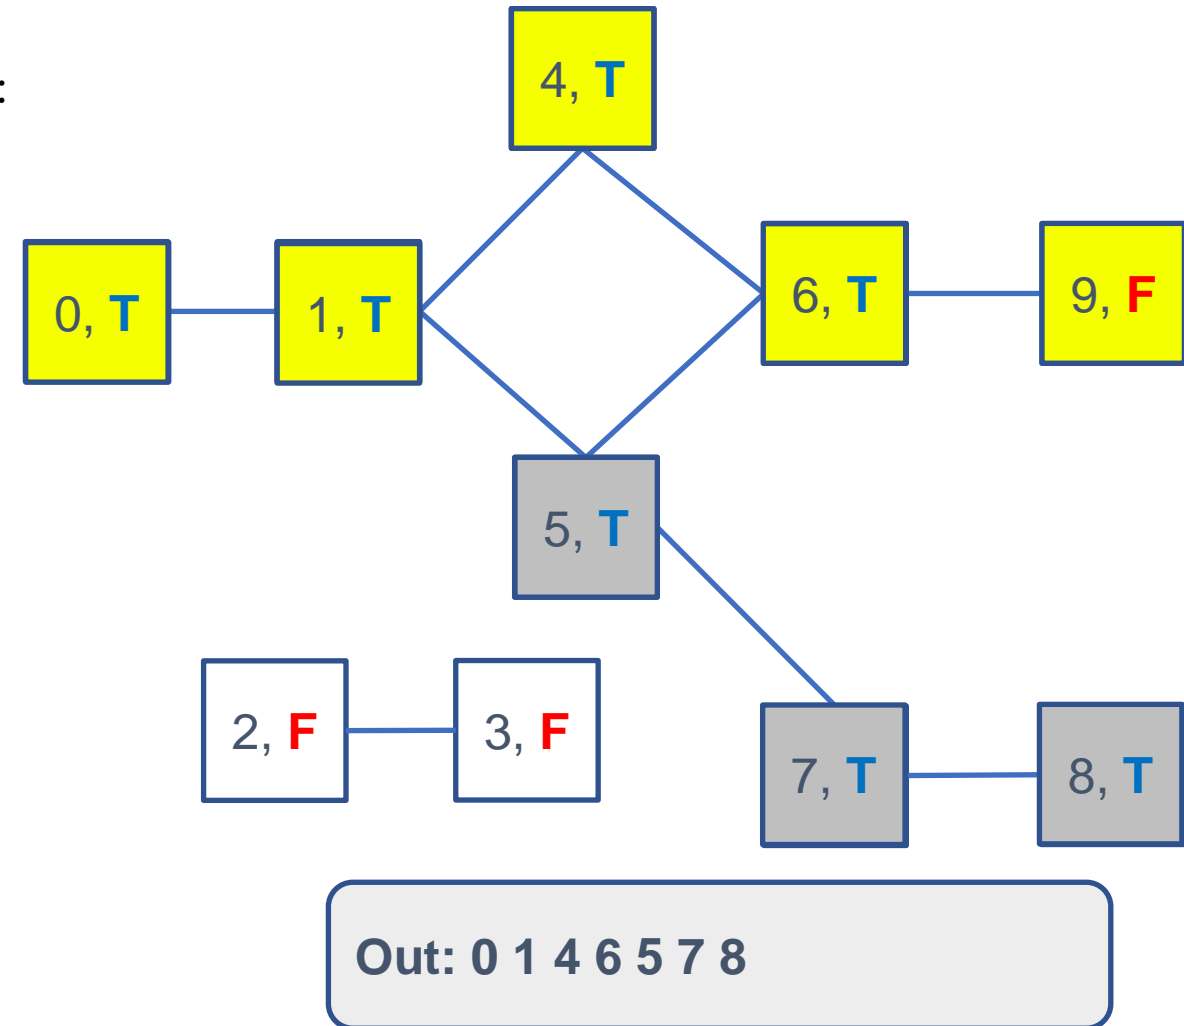 :
4, T
0, T
1, T
6, T
9, F
5, T
2, F
3, F
7, T
8, T
Out: 0 1 4 6 5 7 8